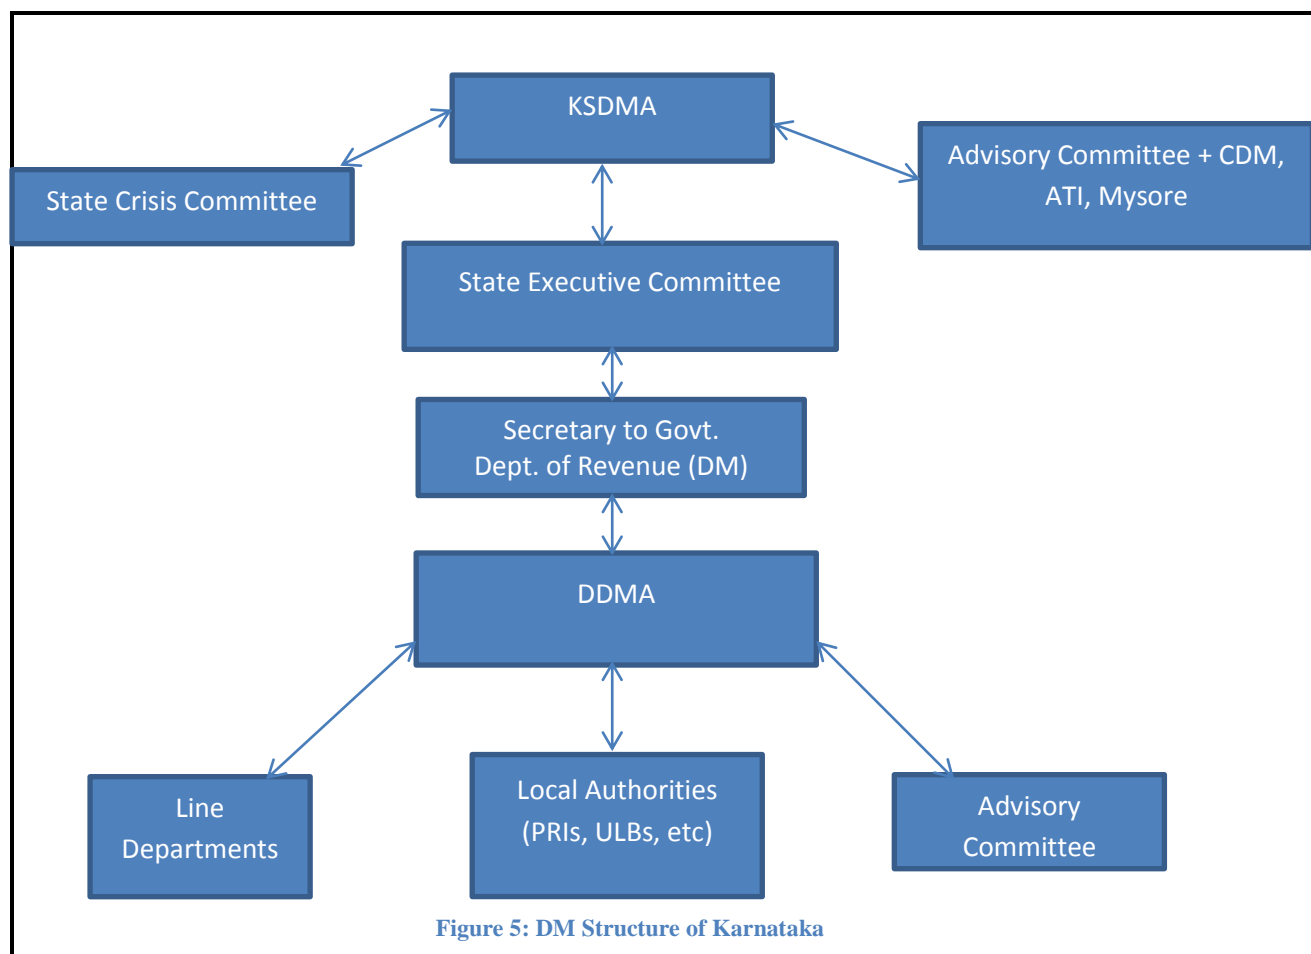 KSDMA
State Crisis Committee
Advisory Committee + CDM,
ATI, Mysore
State Executive Committee
Secretary to Govt.
Dept. of Revenue (DM)
DDMA
Line
Departments
Local Authorities
(PRIs, ULBs, etc)
Advisory
Committee
Figure 5: DM Structure of Karnataka